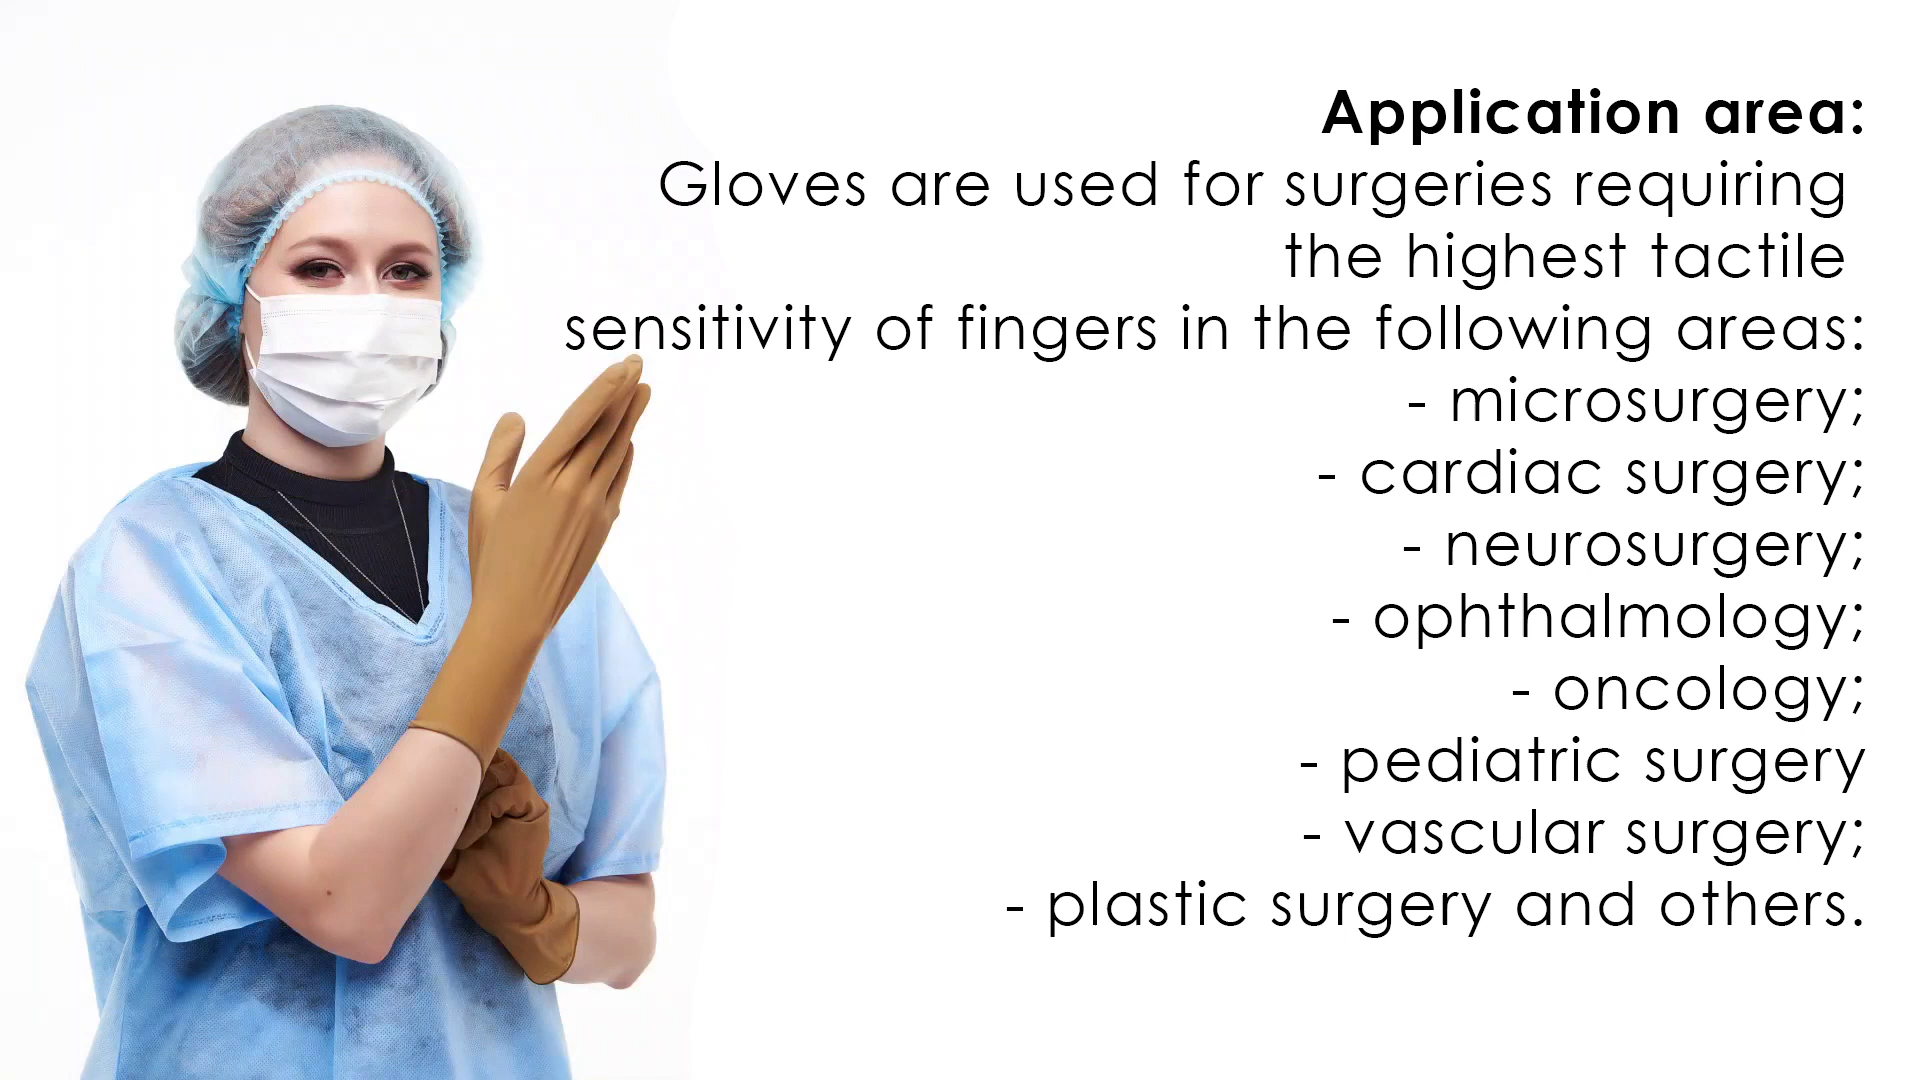 Application area:
Gloves are used for surgeries requiring
the highest tactile
sensitivity of fingers in the following areas:
- microsurgery;
- cardiac surgery;
- neurosurgery;
- ophthalmology;
- oncology;
- pediatric surgery
- vascular surgery;
- plastic surgery and others.